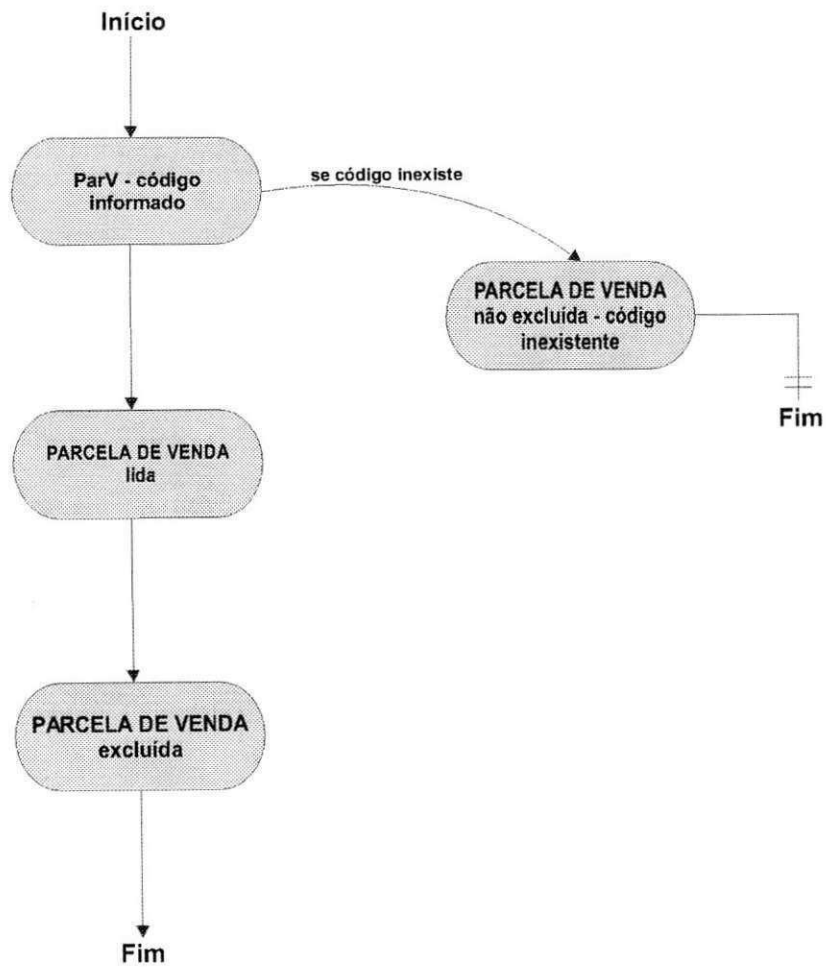 Início
ParV - código
informado
se código inexiste
PARCELA DE VENDA
não excluída - código
inexistente
Fim
PARCELA DE VENDA
lida
PARCELA DE VENDA
excluída
Fim